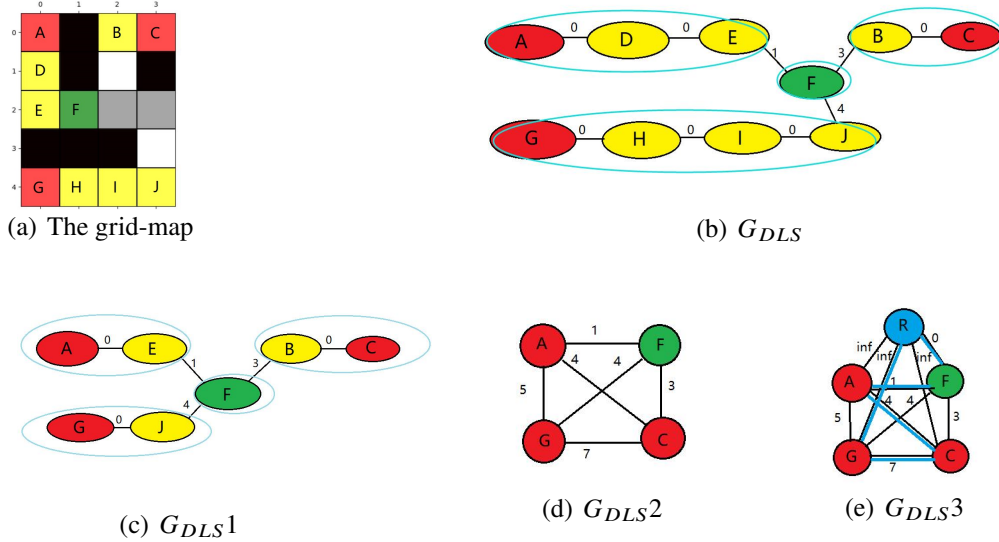 0 1 2 3
0 A B C
1 D
2 E F
3
4 G H I J
(a) The grid-map
A 0 D 0 E 1 F 3 B 0 C
G 0 H 0 I 0 J 4
(b) G_DLS
A 0 E 1 F 3 B 0 C
G 0 J 4
(c) G_DLS1
A 1 F
4 4
5 3
G 7 C
(d) G_DLS2
R
inf inf inf 0
A 1 F
4 4
5 3
G 7 C
(e) G_DLS3